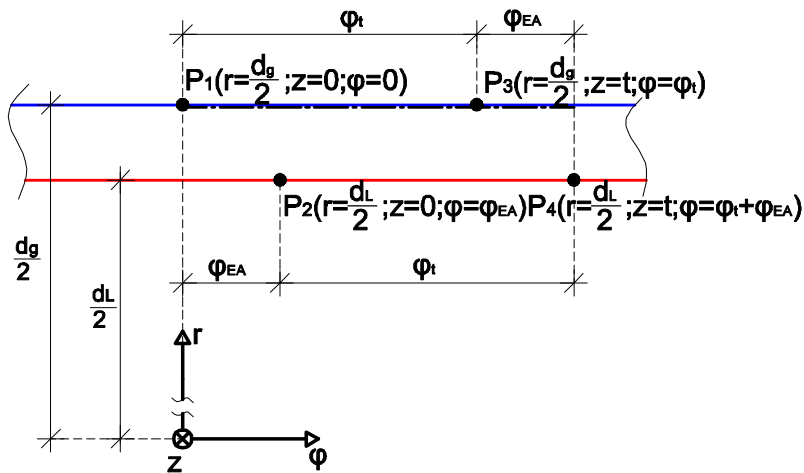 φt φEA
P1(r=dg/2;z=0;φ=0) P3(r=dg/2;z=t;φ=φt)
P2(r=dL/2;z=0;φ=φEA)P4(r=dL/2;z=t;φ=φt+φEA)
dg/2
φEA φt
dL/2
r
z
φ